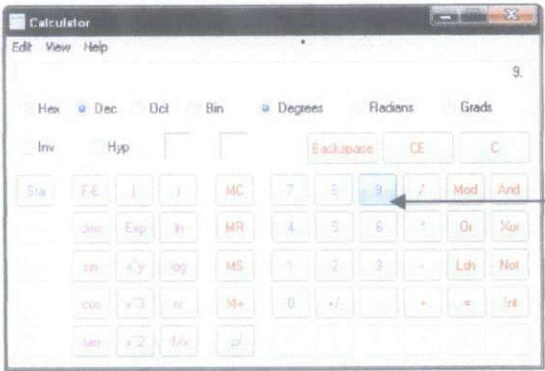 Calculator
Edit View Help
9.
Hex Dec Oct Bin Degrees Radians Grads
Inv Hyp Backspace CE C
Sta F-E ( ) MC 7 8 9 / Mod And
dms Exp ln MR 4 5 6 * Or Xor
sin x^y log MS 1 2 3 - Lsh Not
cos x^3 n! M+ 0 +/- . + = Int
tan x^2 1/x pi